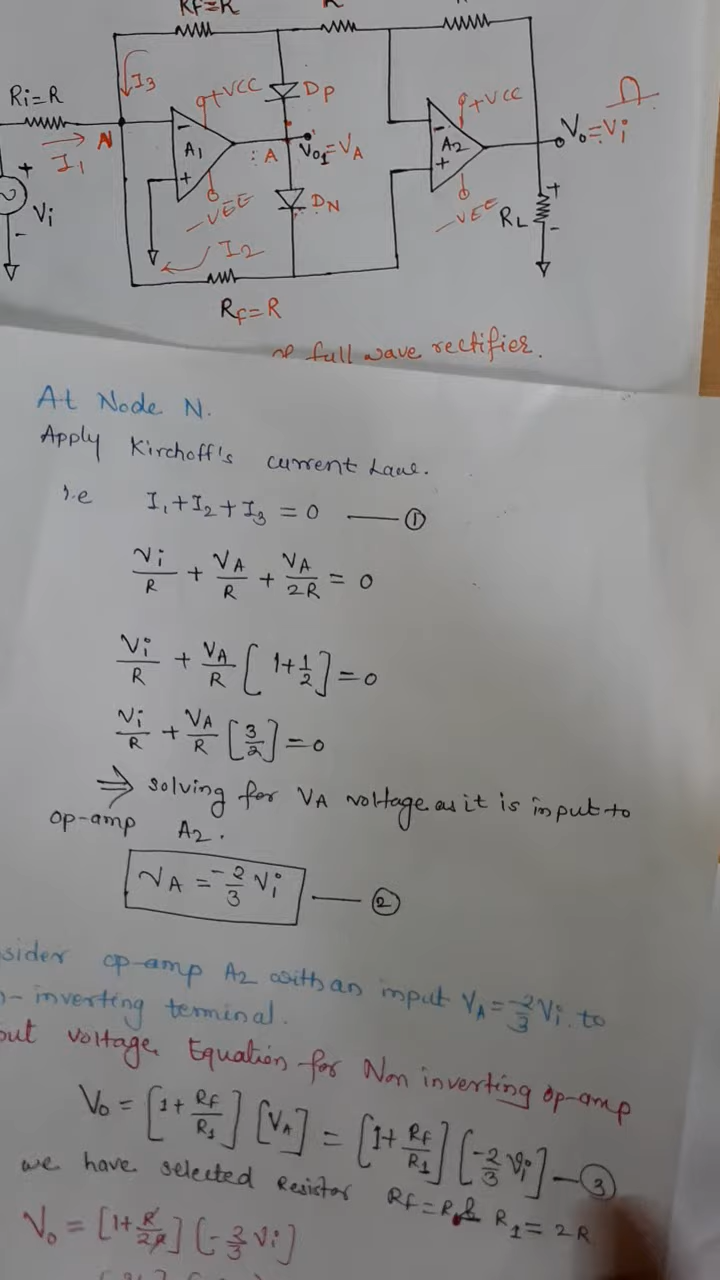 RF=R
R
Ri=R
I3
+VCC
DP
+VCC
N
I1
A1
A
Vo1=VA
A2
Vo=Vi
Vi
-VEE
DN
-VEE
RL
I2
RF=R
of full wave rectifier.
At Node N.
Apply Kirchoff's current Law.
i.e I1+I2+I3 = 0 — ①
Vi/R + VA/R + VA/2R = 0
Vi/R + VA/R [1+1/2] = 0
Vi/R + VA/R [3/2] = 0
⇒ solving for VA voltage as it is input to
op-amp A2.
VA = -2/3 Vi — ②
sider op-amp A2 with an input VA = -2/3 Vi. to
n-inverting terminal.
out voltage Equation for Non inverting op-amp
Vo = [1+ RF/R1] [VA] = [1+ RF/R1] [-2/3 Vi] — ③
we have selected Resistor RF=R & R1 = 2R
Vo = [1+ R/2R] [-2/3 Vi]